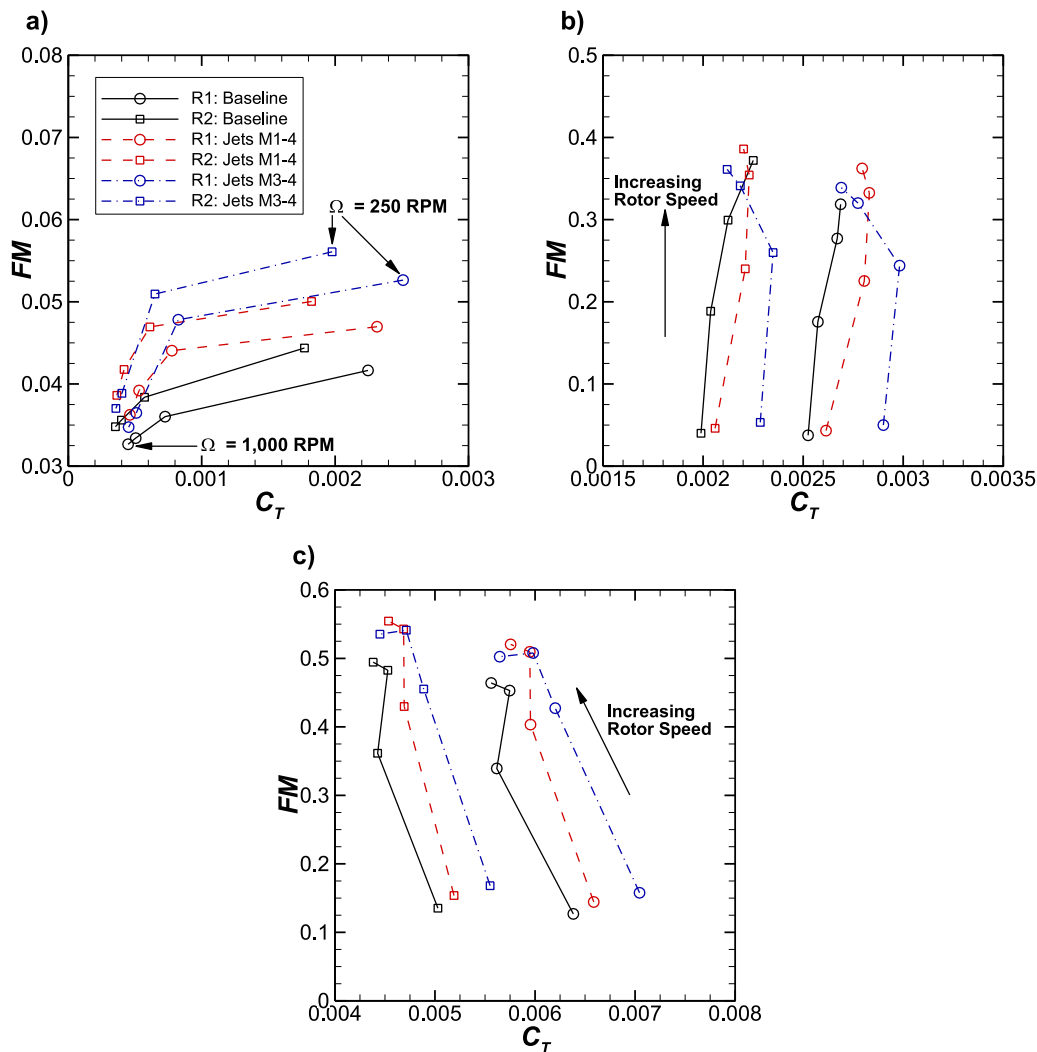 a)
0.08
0.07
0.06
0.05
0.04
0.03
FM
R1: Baseline
R2: Baseline
R1: Jets M1-4
R2: Jets M1-4
R1: Jets M3-4
R2: Jets M3-4
Ω = 250 RPM
Ω = 1,000 RPM
0 0.001 0.002 0.003
C_T
b)
0.5
0.4
0.3
0.2
0.1
0
FM
Increasing
Rotor Speed
0.0015 0.002 0.0025 0.003 0.0035
C_T
c)
0.6
0.5
0.4
0.3
0.2
0.1
0
FM
Increasing
Rotor Speed
0.004 0.005 0.006 0.007 0.008
C_T